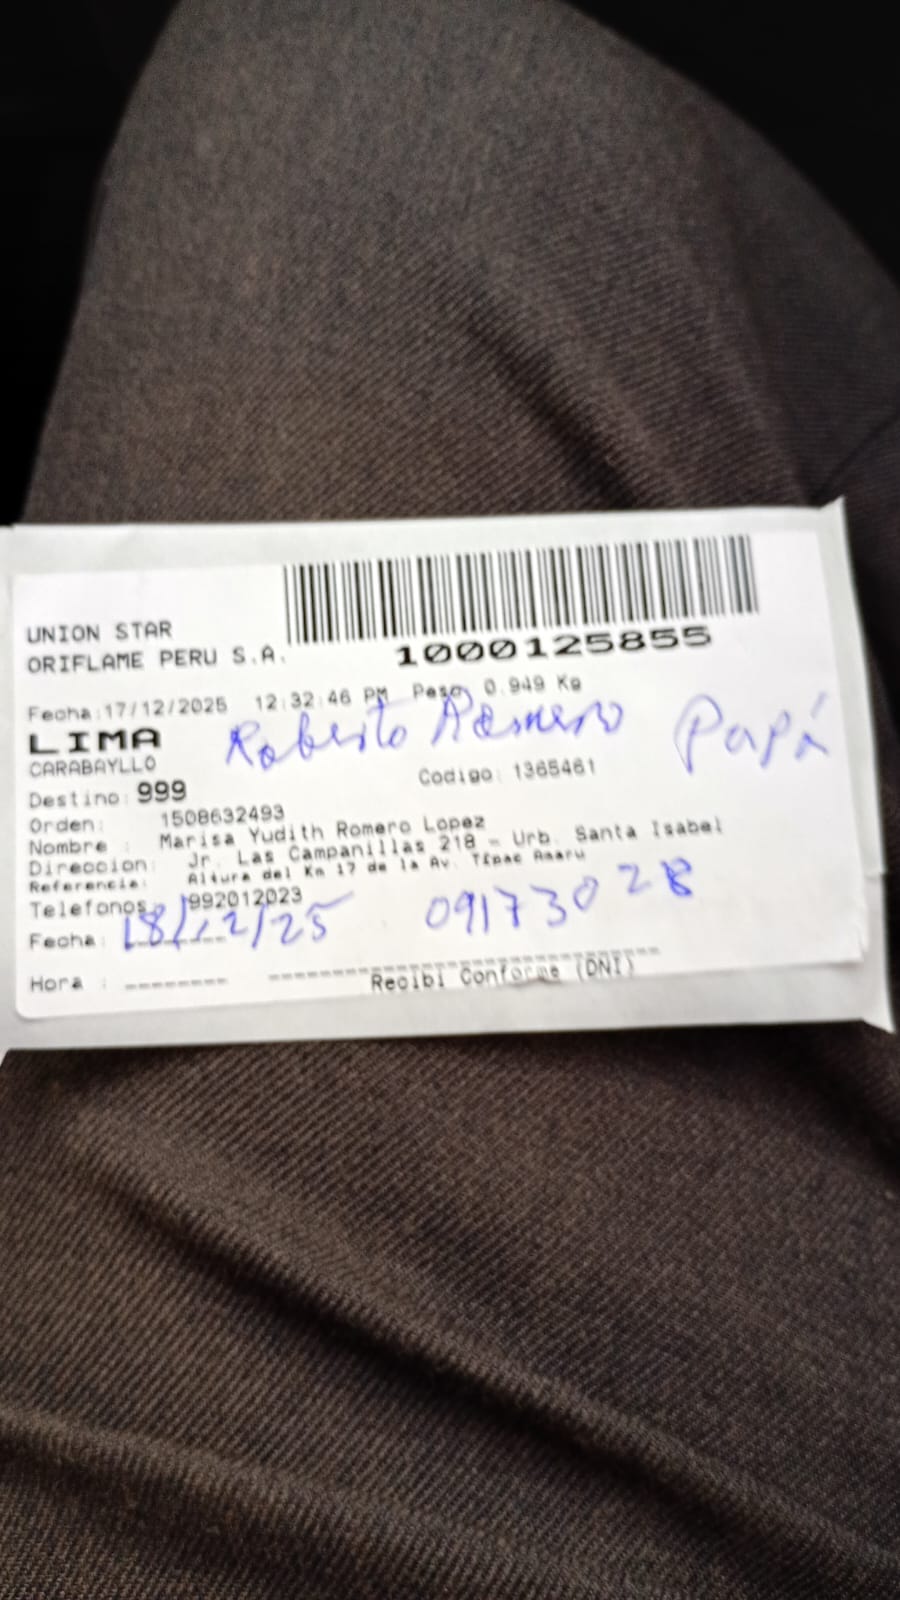 UNION STAR
ORIFLAME PERU S.A.
1000125855
Fecha:17/12/2025 12:32:46 PM Peso 0.949 Kg
LIMA
Roberto Romero Papá
CARABAYLLO
Codigo: 1365461
Destino: 999
Orden: 1508632493
Nombre : Marisa Yudith Romero Lopez
Direccion: Jr. Las Campanillas 218 - Urb. Santa Isabel
Referencia: Altura del Km 17 de la Av. Túpac Amaru
Telefonos 992012023
Fecha: 18/12/25 09173028
Hora :
Recibi Conforme (DNI)